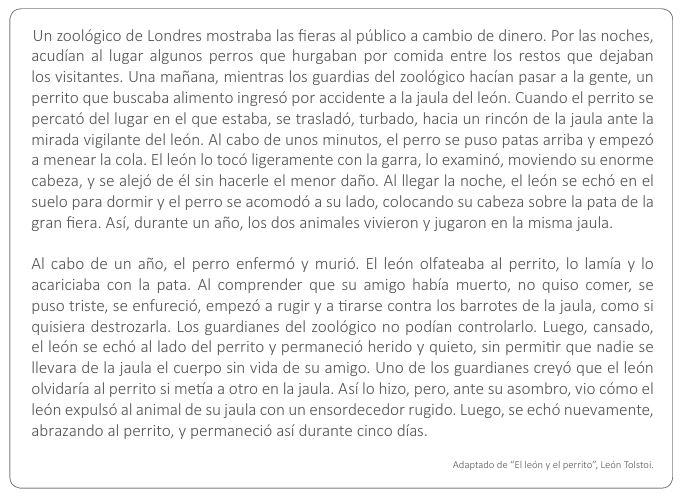 Un zoológico de Londres mostraba las fieras al público a cambio de dinero. Por las noches,
acudían al lugar algunos perros que hurgaban por comida entre los restos que dejaban
los visitantes. Una mañana, mientras los guardias del zoológico hacían pasar a la gente, un
perrito que buscaba alimento ingresó por accidente a la jaula del león. Cuando el perrito se
percató del lugar en el que estaba, se trasladó, turbado, hacia un rincón de la jaula ante la
mirada vigilante del león. Al cabo de unos minutos, el perro se puso patas arriba y empezó
a menear la cola. El león lo tocó ligeramente con la garra, lo examinó, moviendo su enorme
cabeza, y se alejó de él sin hacerle el menor daño. Al llegar la noche, el león se echó en el
suelo para dormir y el perro se acomodó a su lado, colocando su cabeza sobre la pata de la
gran fiera. Así, durante un año, los dos animales vivieron y jugaron en la misma jaula.
Al cabo de un año, el perro enfermó y murió. El león olfateaba al perrito, lo lamía y lo
acariciaba con la pata. Al comprender que su amigo había muerto, no quiso comer, se
puso triste, se enfureció, empezó a rugir y a tirarse contra los barrotes de la jaula, como si
quisiera destrozarla. Los guardianes del zoológico no podían controlarlo. Luego, cansado,
el león se echó al lado del perrito y permaneció herido y quieto, sin permitir que nadie se
llevara de la jaula el cuerpo sin vida de su amigo. Uno de los guardianes creyó que el león
olvidaría al perrito si metía a otro en la jaula. Así lo hizo, pero, ante su asombro, vio cómo el
león expulsó al animal de su jaula con un ensordecedor rugido. Luego, se echó nuevamente,
abrazando al perrito, y permaneció así durante cinco días.
Adaptado de “El león y el perrito”, León Tolstoi.